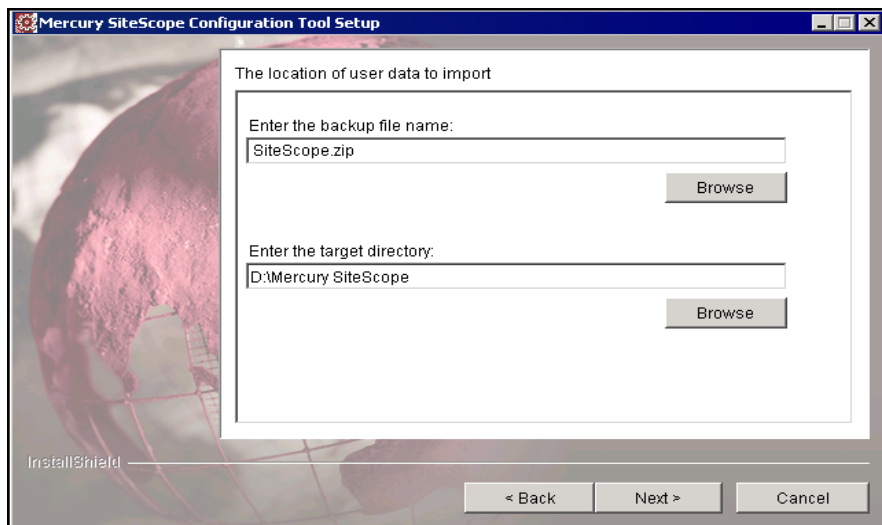 Mercury SiteScope Configuration Tool Setup
The location of user data to import
Enter the backup file name:
SiteScope.zip
Browse
Enter the target directory:
D:\Mercury SiteScope
Browse
InstallShield
< Back
Next >
Cancel